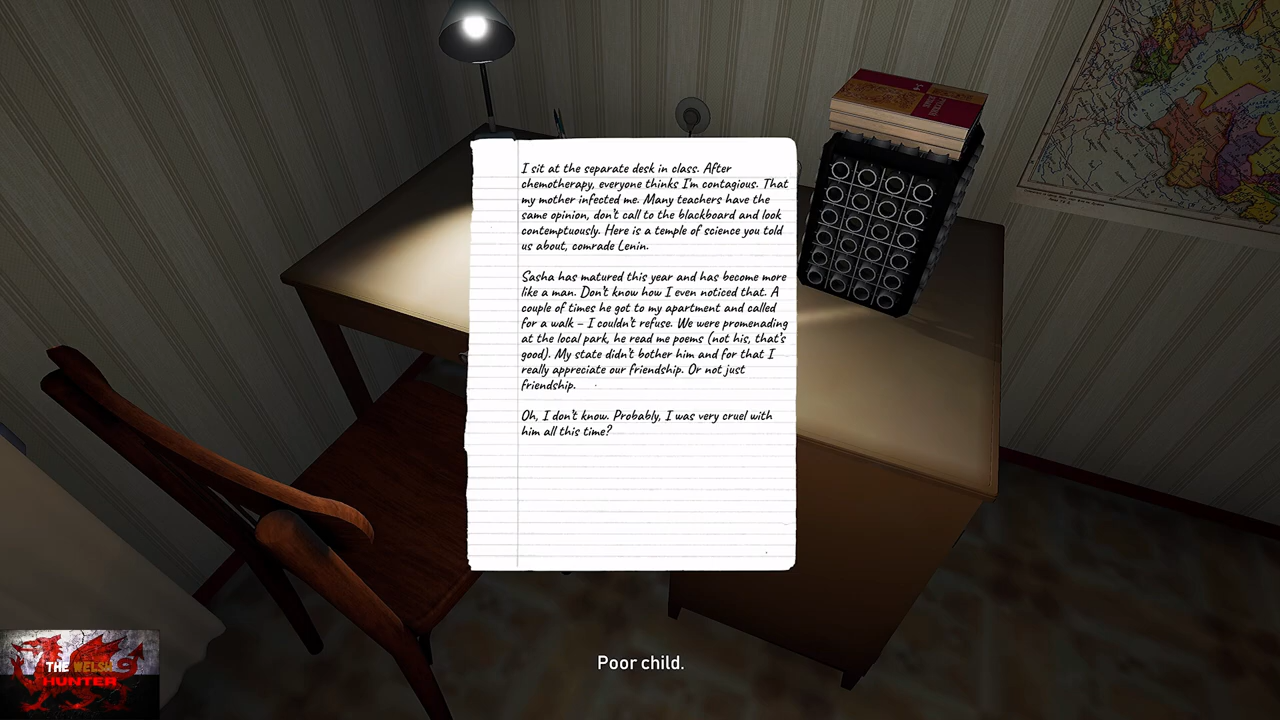 I sit at the separate desk in class. After
chemotherapy, everyone thinks I'm contagious. That
my mother infected me. Many teachers have the
same opinion, don't call to the blackboard and look
contemptuously. Here is a temple of science you told
us about, comrade Lenin.
Sasha has matured this year and has become more
like a man. Don't know how I even noticed that. A
couple of times he got to my apartment and called
for a walk – I couldn't refuse. We were promenading
at the local park, he read me poems (not his, that's
good). My state didn't bother him and for that I
really appreciate our friendship. Or not just
friendship.
Oh, I don't know. Probably, I was very cruel with
him all this time?
Poor child.
THE WELSH
HUNTER